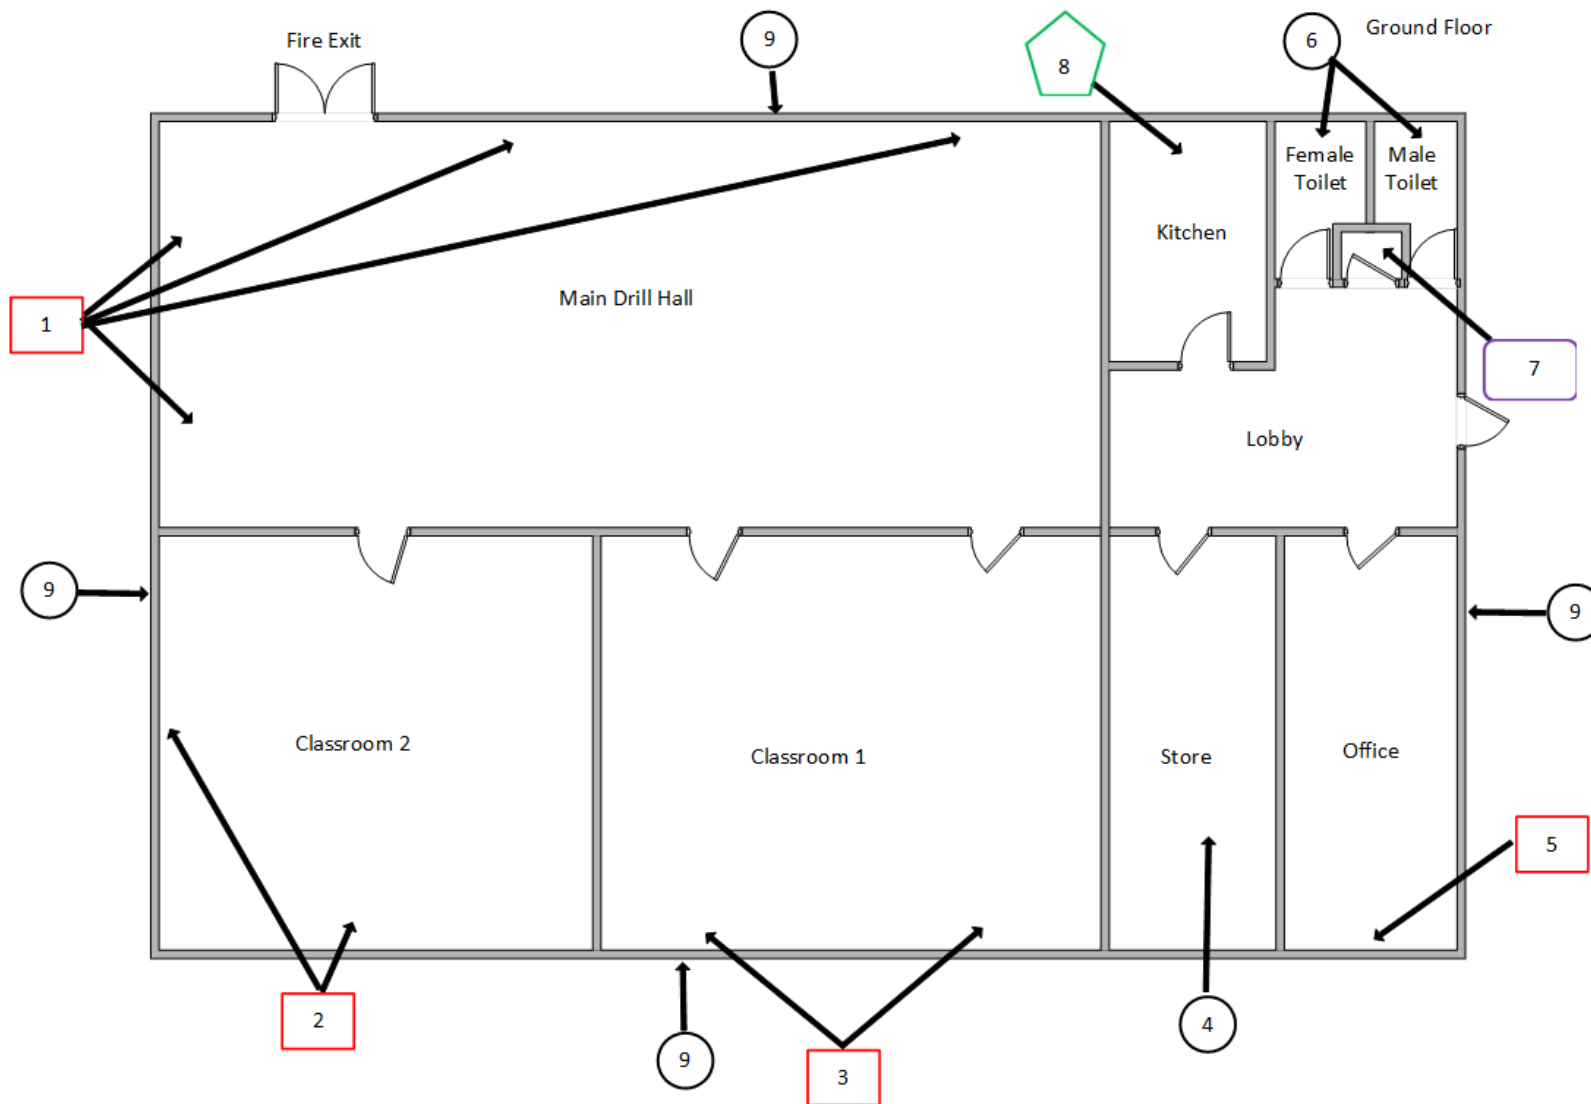 Fire Exit
9
8
6
Ground Floor
Female
Toilet
Male
Toilet
Kitchen
1
Main Drill Hall
7
Lobby
9
9
Classroom 2
Classroom 1
Store
Office
5
2
9
3
4